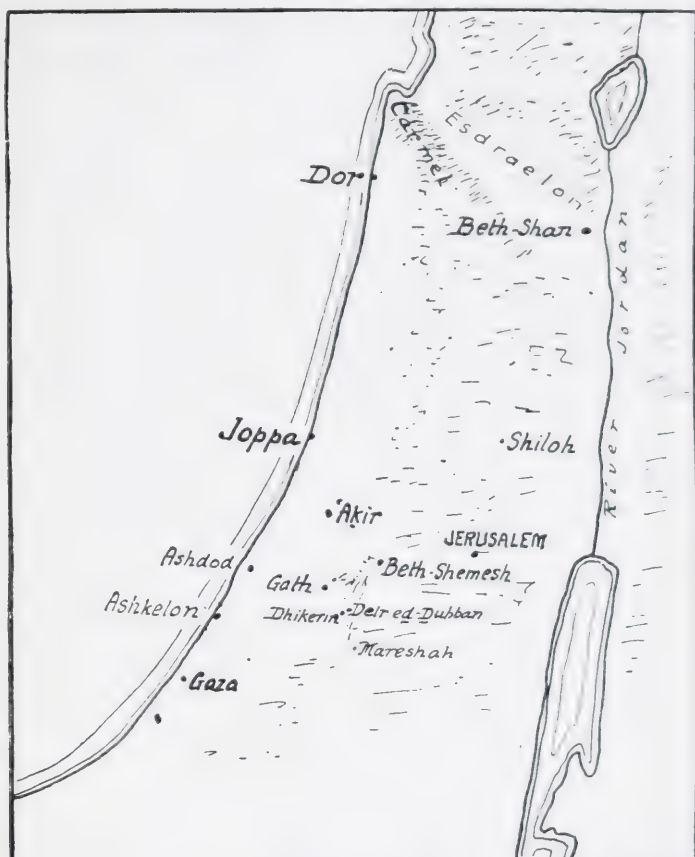 Carmel
Esdraelon
Dor
Beth-Shan
River Jordan
Joppa
Shiloh
'Akir
JERUSALEM
Ashdod
Beth-Shemesh
Gath
Ashkelon
Dhikerin
Deir ed-Dubban
Mareshah
Gaza